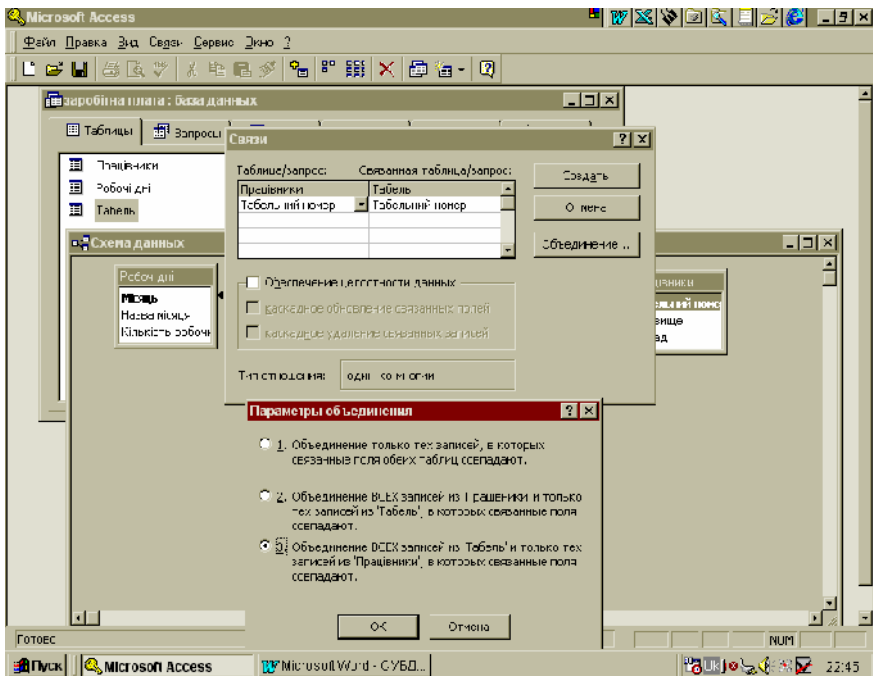 Microsoft Access
Файл Правка Вид Связи Сервис Окно ?
заробітна плата : база данных
Таблицы Запросы
Працівники
Робочі дні
Табель
Связи
Таблица/запрос: Связанная таблица/запрос:
Працівники Табель
Табельний номер Табельний номер
Создать
Отмена
Объединение ..
Обеспечение целостности данных
каскадное обновление связанных полей
каскадное удаление связанных записей
Тип отношения: один-ко-многим
Схема данных
Робочі дні
Місяць
Назва місяця
Кількість робочи
Параметры объединения
1. Объединение только тех записей, в которых
связанные поля обеих таблиц совпадают.
2. Объединение ВСЕХ записей из 'Працівники' и только
тех записей из 'Табель', в которых связанные поля
совпадают.
3. Объединение ВСЕХ записей из 'Табель' и только тех
записей из 'Працівники', в которых связанные поля
совпадают.
ОК Отмена
Готово
NUM
Пуск Microsoft Access Microsoft Word - СУБД... Uk 22:45